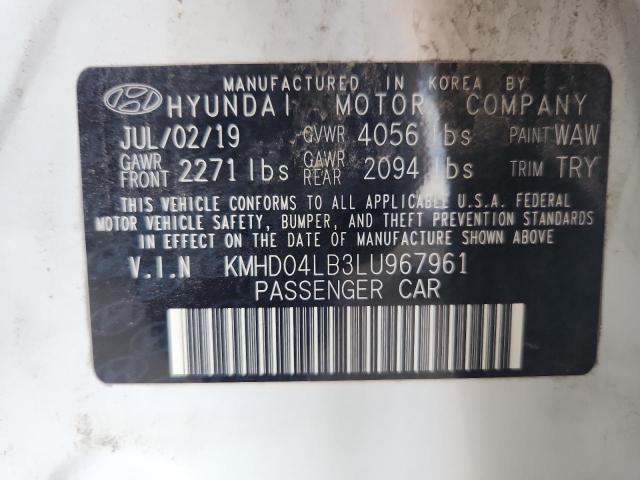 MANUFACTURED IN KOREA BY
HYUNDAI MOTOR COMPANY
JUL/02/19 GVWR 4056 lbs PAINT WAW
GAWR FRONT 2271 lbs GAWR REAR 2094 lbs TRIM TRY
THIS VEHICLE CONFORMS TO ALL APPLICABLE U.S.A. FEDERAL
MOTOR VEHICLE SAFETY, BUMPER, AND THEFT PREVENTION STANDARDS
IN EFFECT ON THE DATE OF MANUFACTURE SHOWN ABOVE
V.I.N KMHD04LB3LU967961
PASSENGER CAR